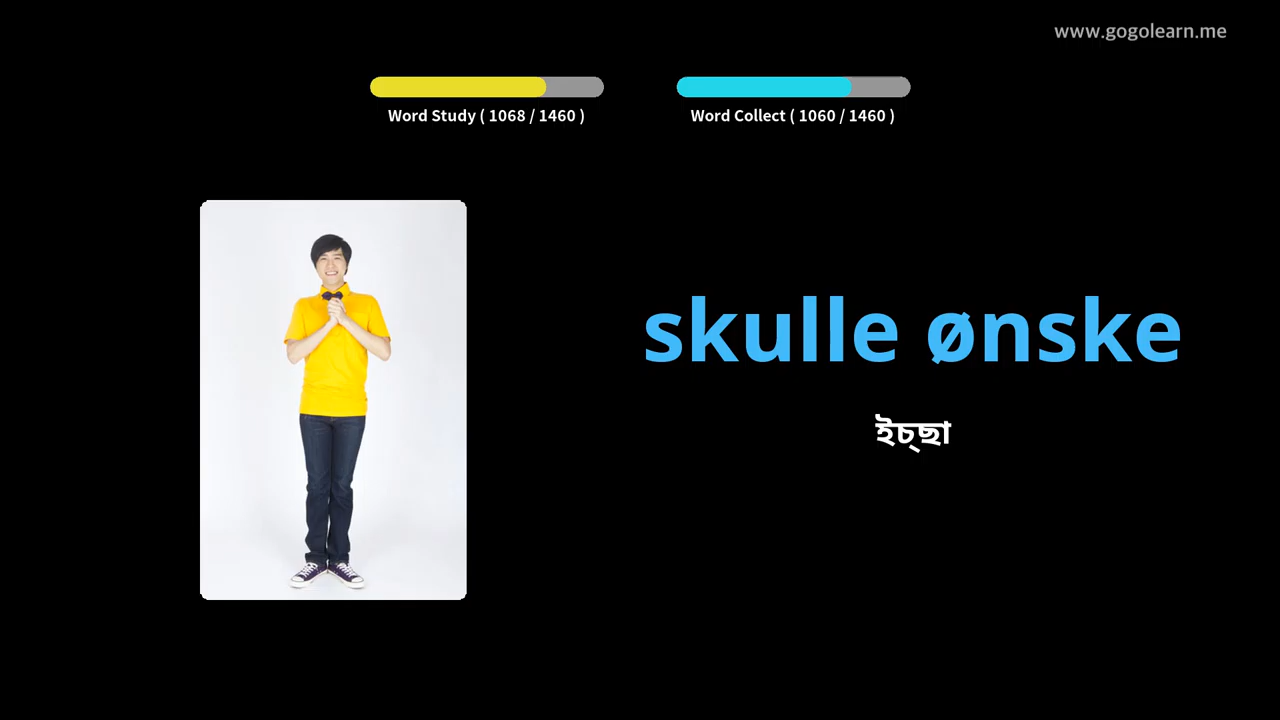 www.gogolearn.me
Word Study ( 1068 / 1460 )
Word Collect ( 1060 / 1460 )
skulle ønske
ইচ্ছা